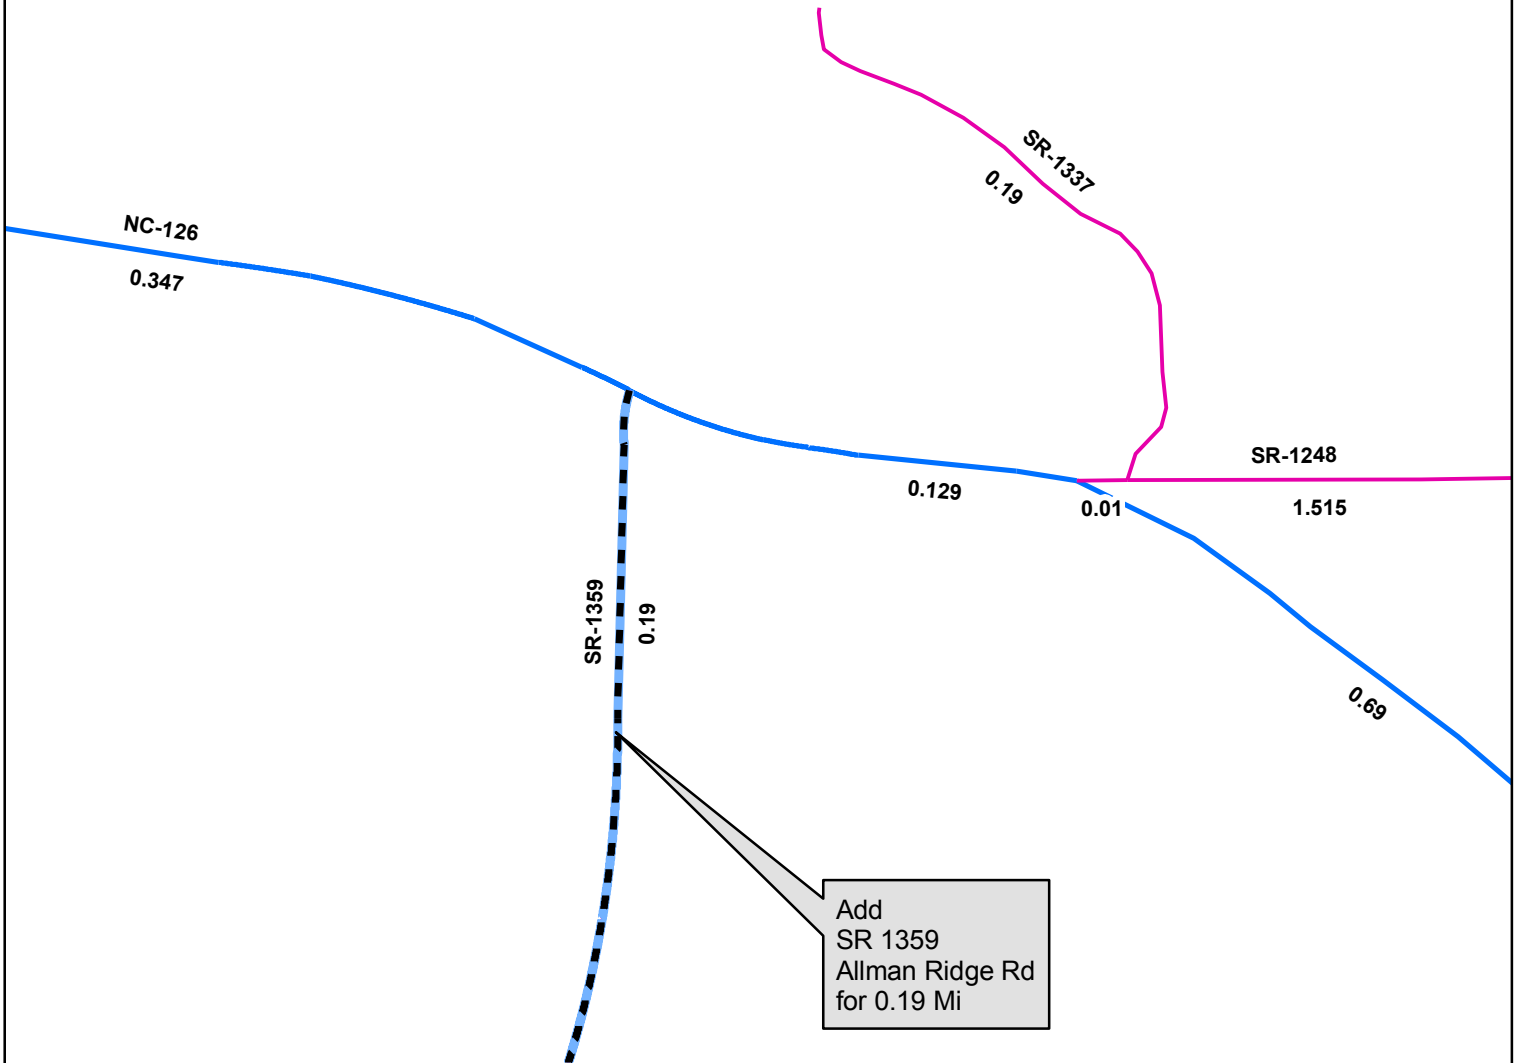 SR-1337
0.19
NC-126
0.347
SR-1248
0.129
0.01
1.515
SR-1359
0.19
0.69
Add
SR 1359
Allman Ridge Rd
for 0.19 Mi